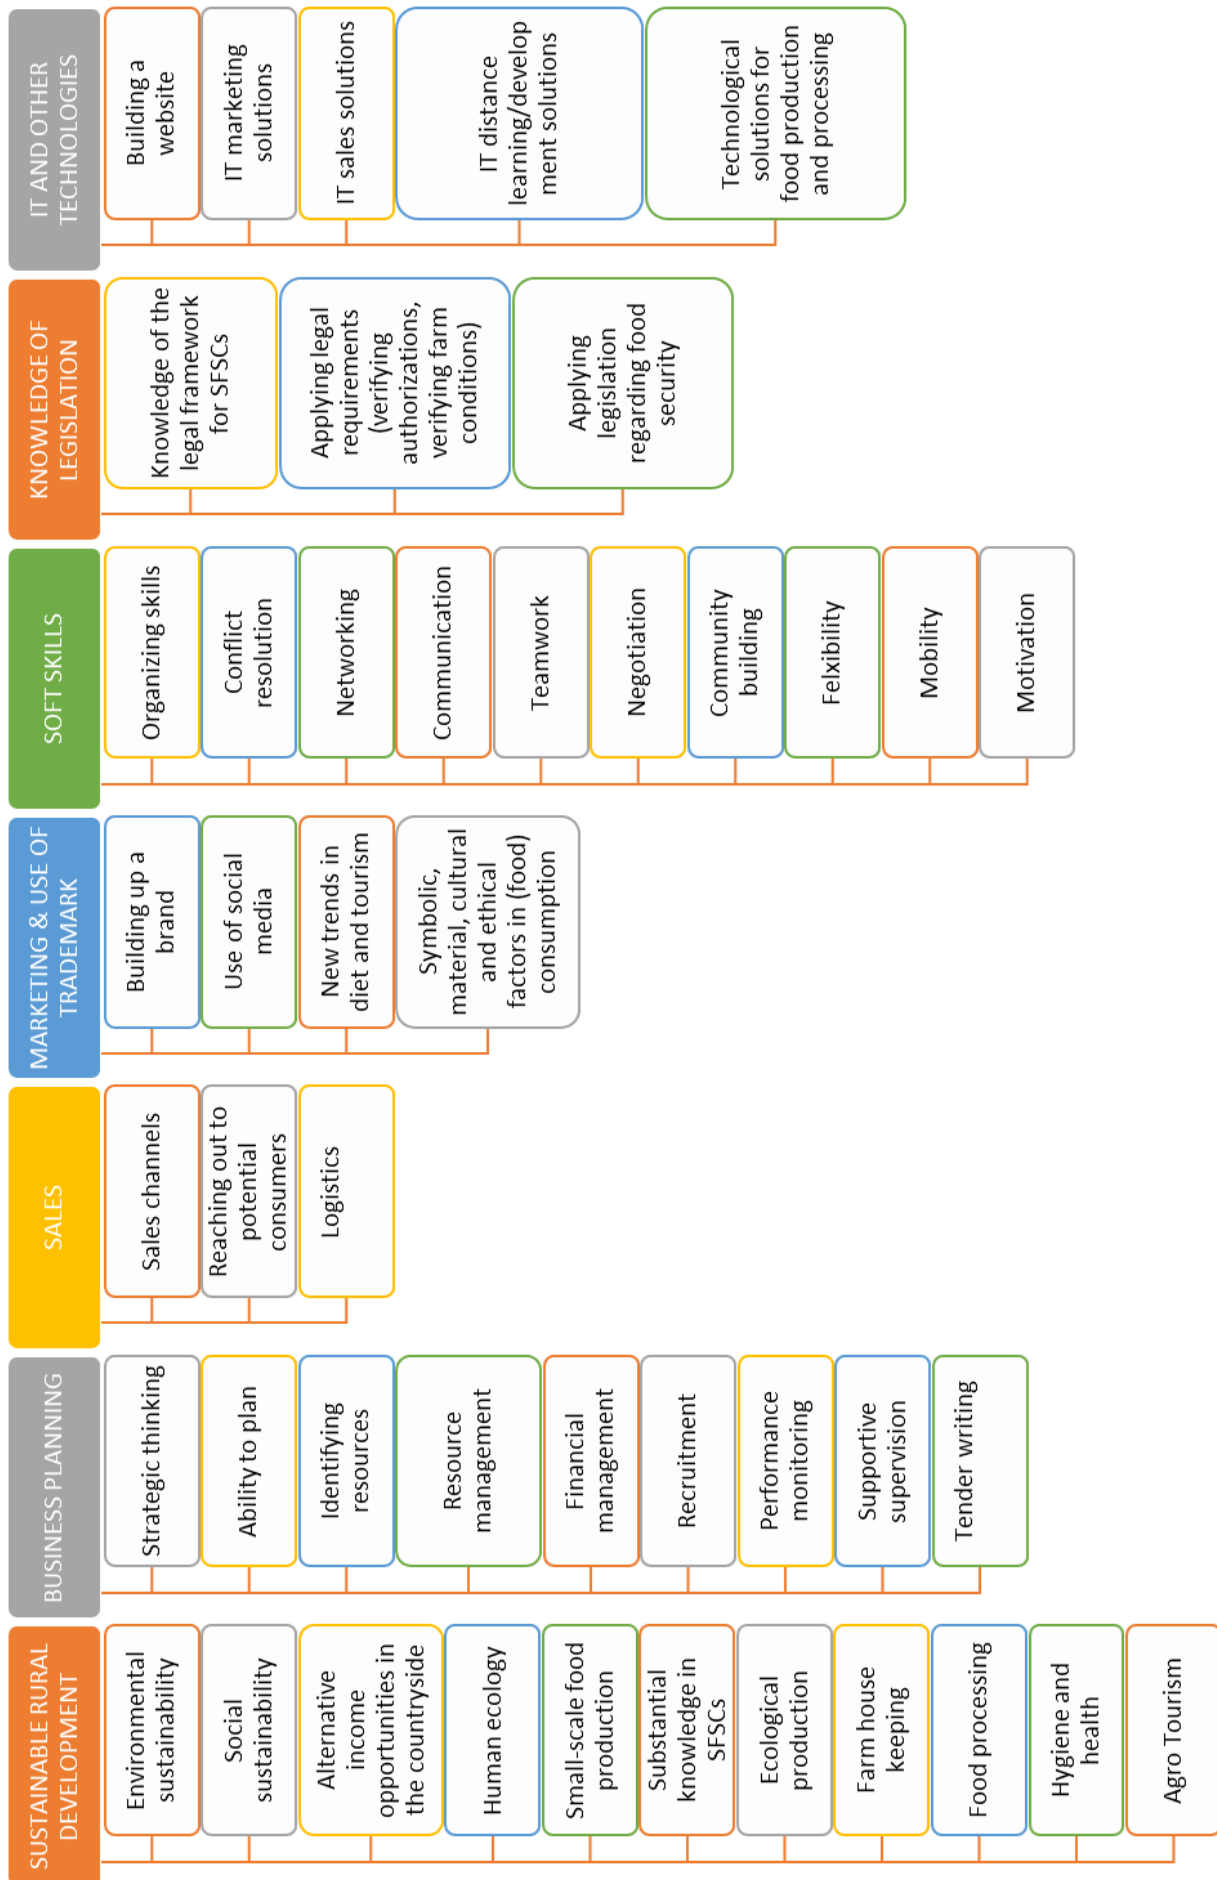 SUSTAINABLE RURAL
DEVELOPMENT
Environmental
sustainability
Social
sustainability
Alternative
income
opportunities in
the countryside
Human ecology
Small-scale food
production
Substantial
knowledge in
SFSCs
Ecological
production
Farm house
keeping
Food processing
Hygiene and
health
Agro Tourism
BUSINESS PLANNING
Strategic thinking
Ability to plan
Identifying
resources
Resource
management
Financial
management
Recruitment
Performance
monitoring
Supportive
supervision
Tender writing
SALES
Sales channels
Reaching out to
potential
consumers
Logistics
MARKETING & USE OF
TRADEMARK
Building up a
brand
Use of social
media
New trends in
diet and tourism
Symbolic,
material, cultural
and ethical
factors in (food)
consumption
SOFT SKILLS
Organizing skills
Conflict
resolution
Networking
Communication
Teamwork
Negotiation
Community
building
Felxibility
Mobility
Motivation
KNOWLEDGE OF
LEGISLATION
Knowledge of the
legal framework
for SFSCs
Applying legal
requirements
(verifying
authorizations,
verifying farm
conditions)
Applying
legislation
regarding food
security
IT AND OTHER
TECHNOLOGIES
Building a
website
IT marketing
solutions
IT sales solutions
IT distance
learning/develop
ment solutions
Technological
solutions for
food production
and processing